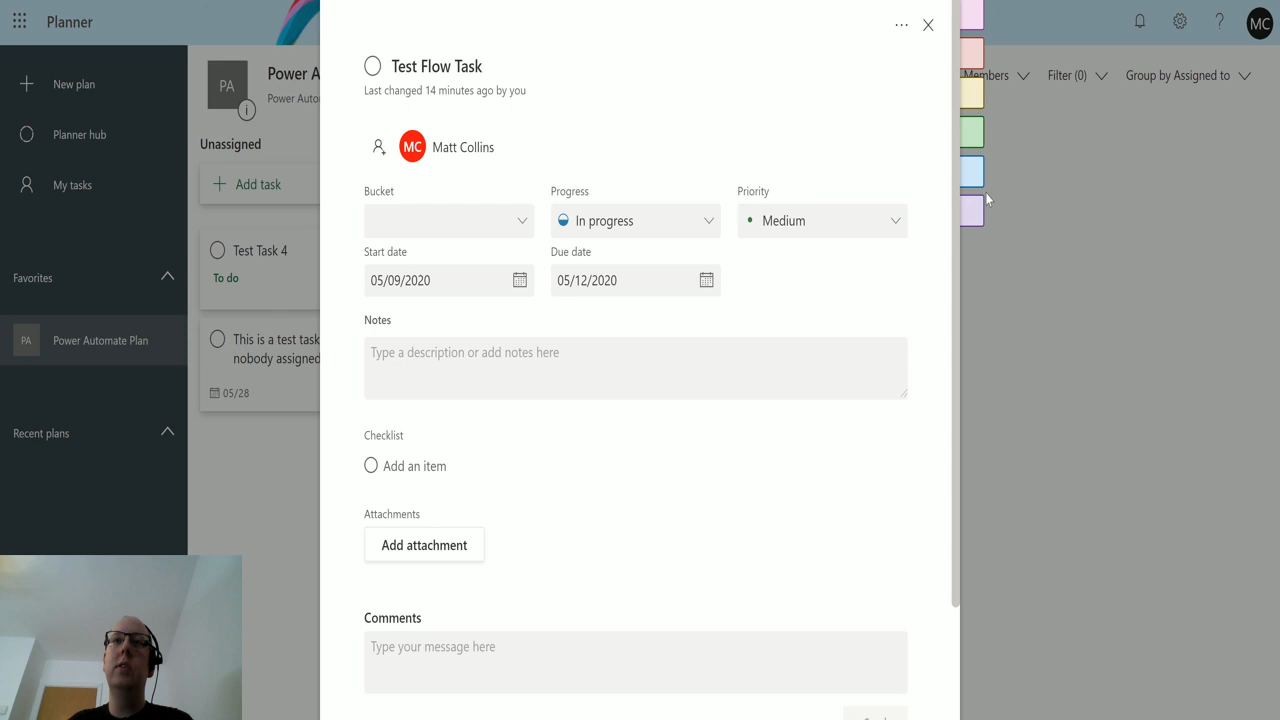 Planner
MC
New plan
Planner hub
My tasks
Favorites
PA
Power Automate Plan
Recent plans
PA
Power A
Power Auto
i
Unassigned
Add task
Test Task 4
To do
This is a test task
nobody assigned
05/28
Members
Filter (0)
Group by Assigned to
Test Flow Task
Last changed 14 minutes ago by you
MC
Matt Collins
Bucket
Progress
Priority
In progress
Medium
Start date
Due date
05/09/2020
05/12/2020
Notes
Type a description or add notes here
Checklist
Add an item
Attachments
Add attachment
Comments
Type your message here